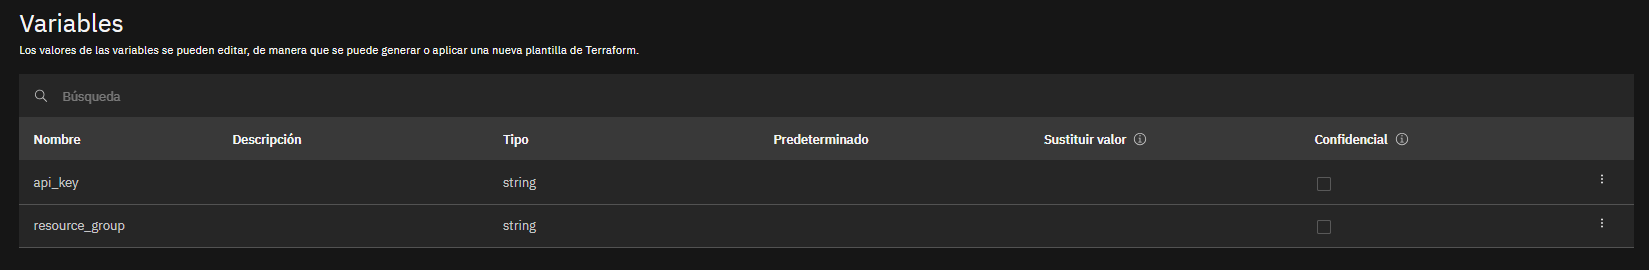 Variables
Los valores de las variables se pueden editar, de manera que se puede generar o aplicar una nueva plantilla de Terraform.
Búsqueda
Nombre Descripción Tipo Predeterminado Sustituir valor Confidencial
api_key string
resource_group string